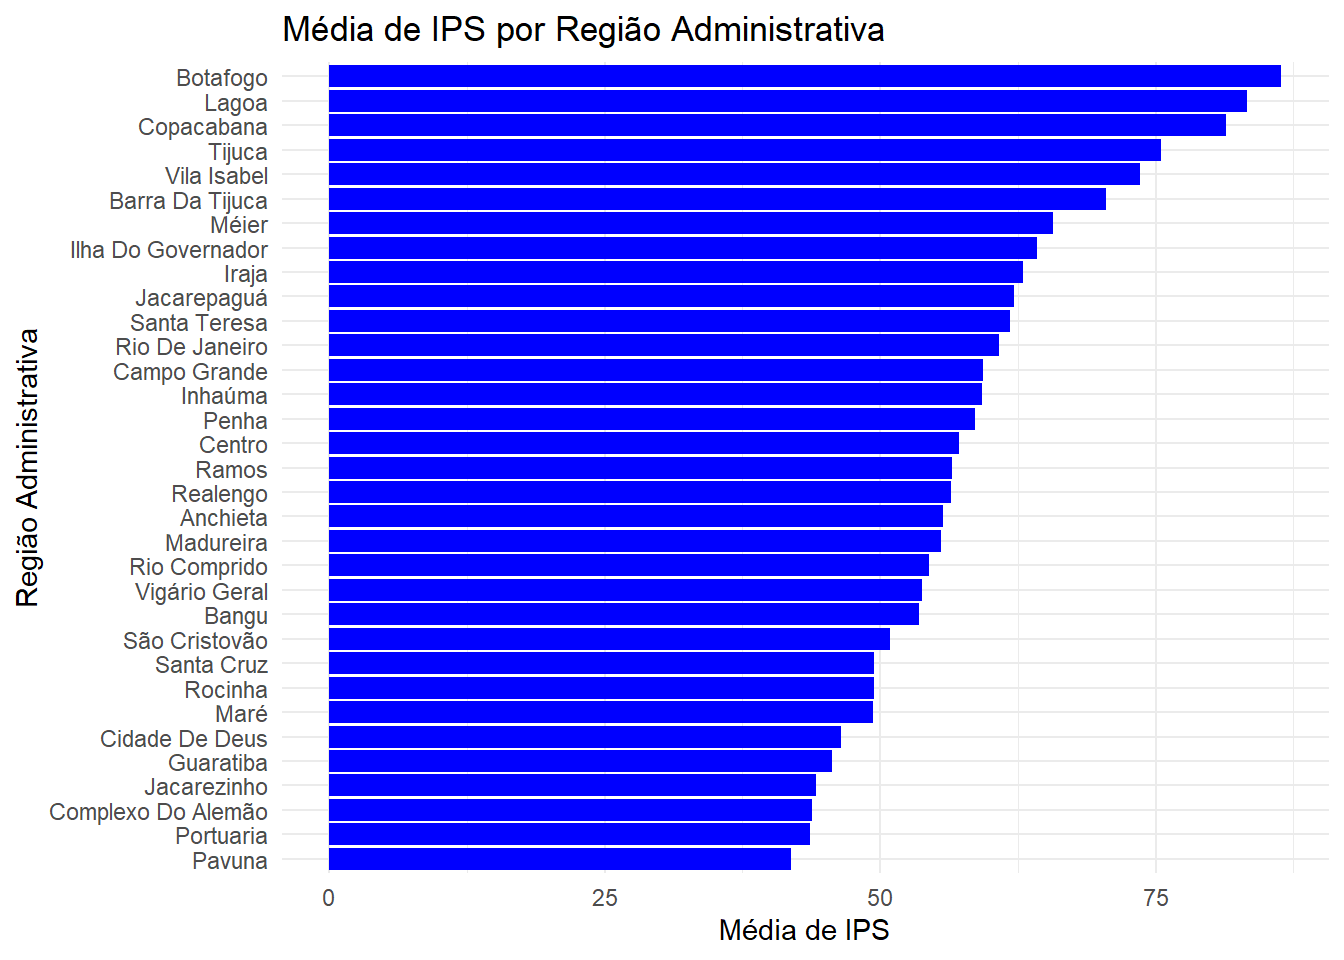 Média de IPS por Região Administrativa
Região Administrativa
Botafogo
Lagoa
Copacabana
Tijuca
Vila Isabel
Barra Da Tijuca
Méier
Ilha Do Governador
Iraja
Jacarepaguá
Santa Teresa
Rio De Janeiro
Campo Grande
Inhaúma
Penha
Centro
Ramos
Realengo
Anchieta
Madureira
Rio Comprido
Vigário Geral
Bangu
São Cristovão
Santa Cruz
Rocinha
Maré
Cidade De Deus
Guaratiba
Jacarezinho
Complexo Do Alemão
Portuaria
Pavuna
0 25 50 75
Média de IPS